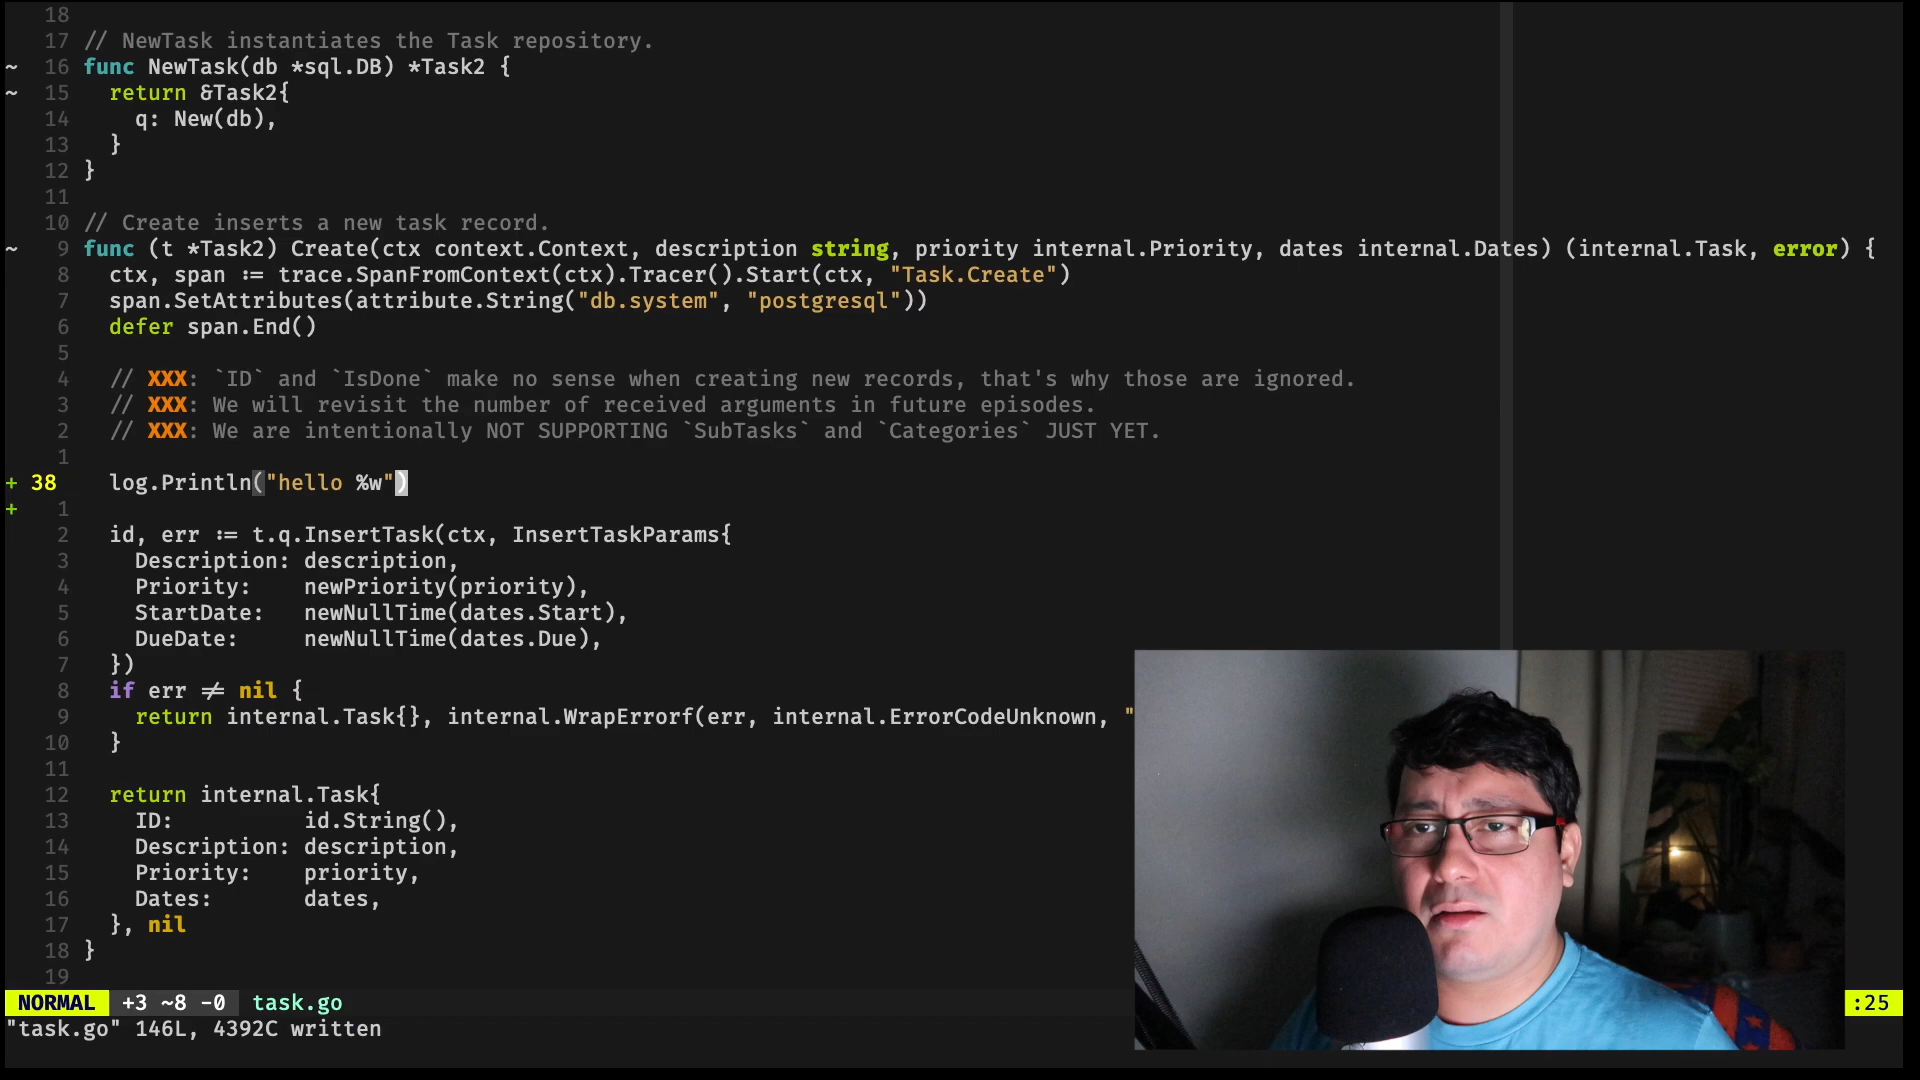 18
17 // NewTask instantiates the Task repository.
~ 16 func NewTask(db *sql.DB) *Task2 {
~ 15   return &Task2{
14     q: New(db),
13   }
12 }
11
10 // Create inserts a new task record.
~ 9 func (t *Task2) Create(ctx context.Context, description string, priority internal.Priority, dates internal.Dates) (internal.Task, error) {
8   ctx, span := trace.SpanFromContext(ctx).Tracer().Start(ctx, "Task.Create")
7   span.SetAttributes(attribute.String("db.system", "postgresql"))
6   defer span.End()
5
4   // XXX: `ID` and `IsDone` make no sense when creating new records, that's why those are ignored.
3   // XXX: We will revisit the number of received arguments in future episodes.
2   // XXX: We are intentionally NOT SUPPORTING `SubTasks` and `Categories` JUST YET.
1
+ 38   log.Println("hello %w")
+ 1
2   id, err := t.q.InsertTask(ctx, InsertTaskParams{
3     Description: description,
4     Priority:    newPriority(priority),
5     StartDate:   newNullTime(dates.Start),
6     DueDate:     newNullTime(dates.Due),
7   })
8   if err ≠ nil {
9     return internal.Task{}, internal.WrapErrorf(err, internal.ErrorCodeUnknown, "
10   }
11
12   return internal.Task{
13     ID:          id.String(),
14     Description: description,
15     Priority:    priority,
16     Dates:       dates,
17   }, nil
18 }
19
NORMAL +3 ~8 -0 task.go :25
"task.go" 146L, 4392C written